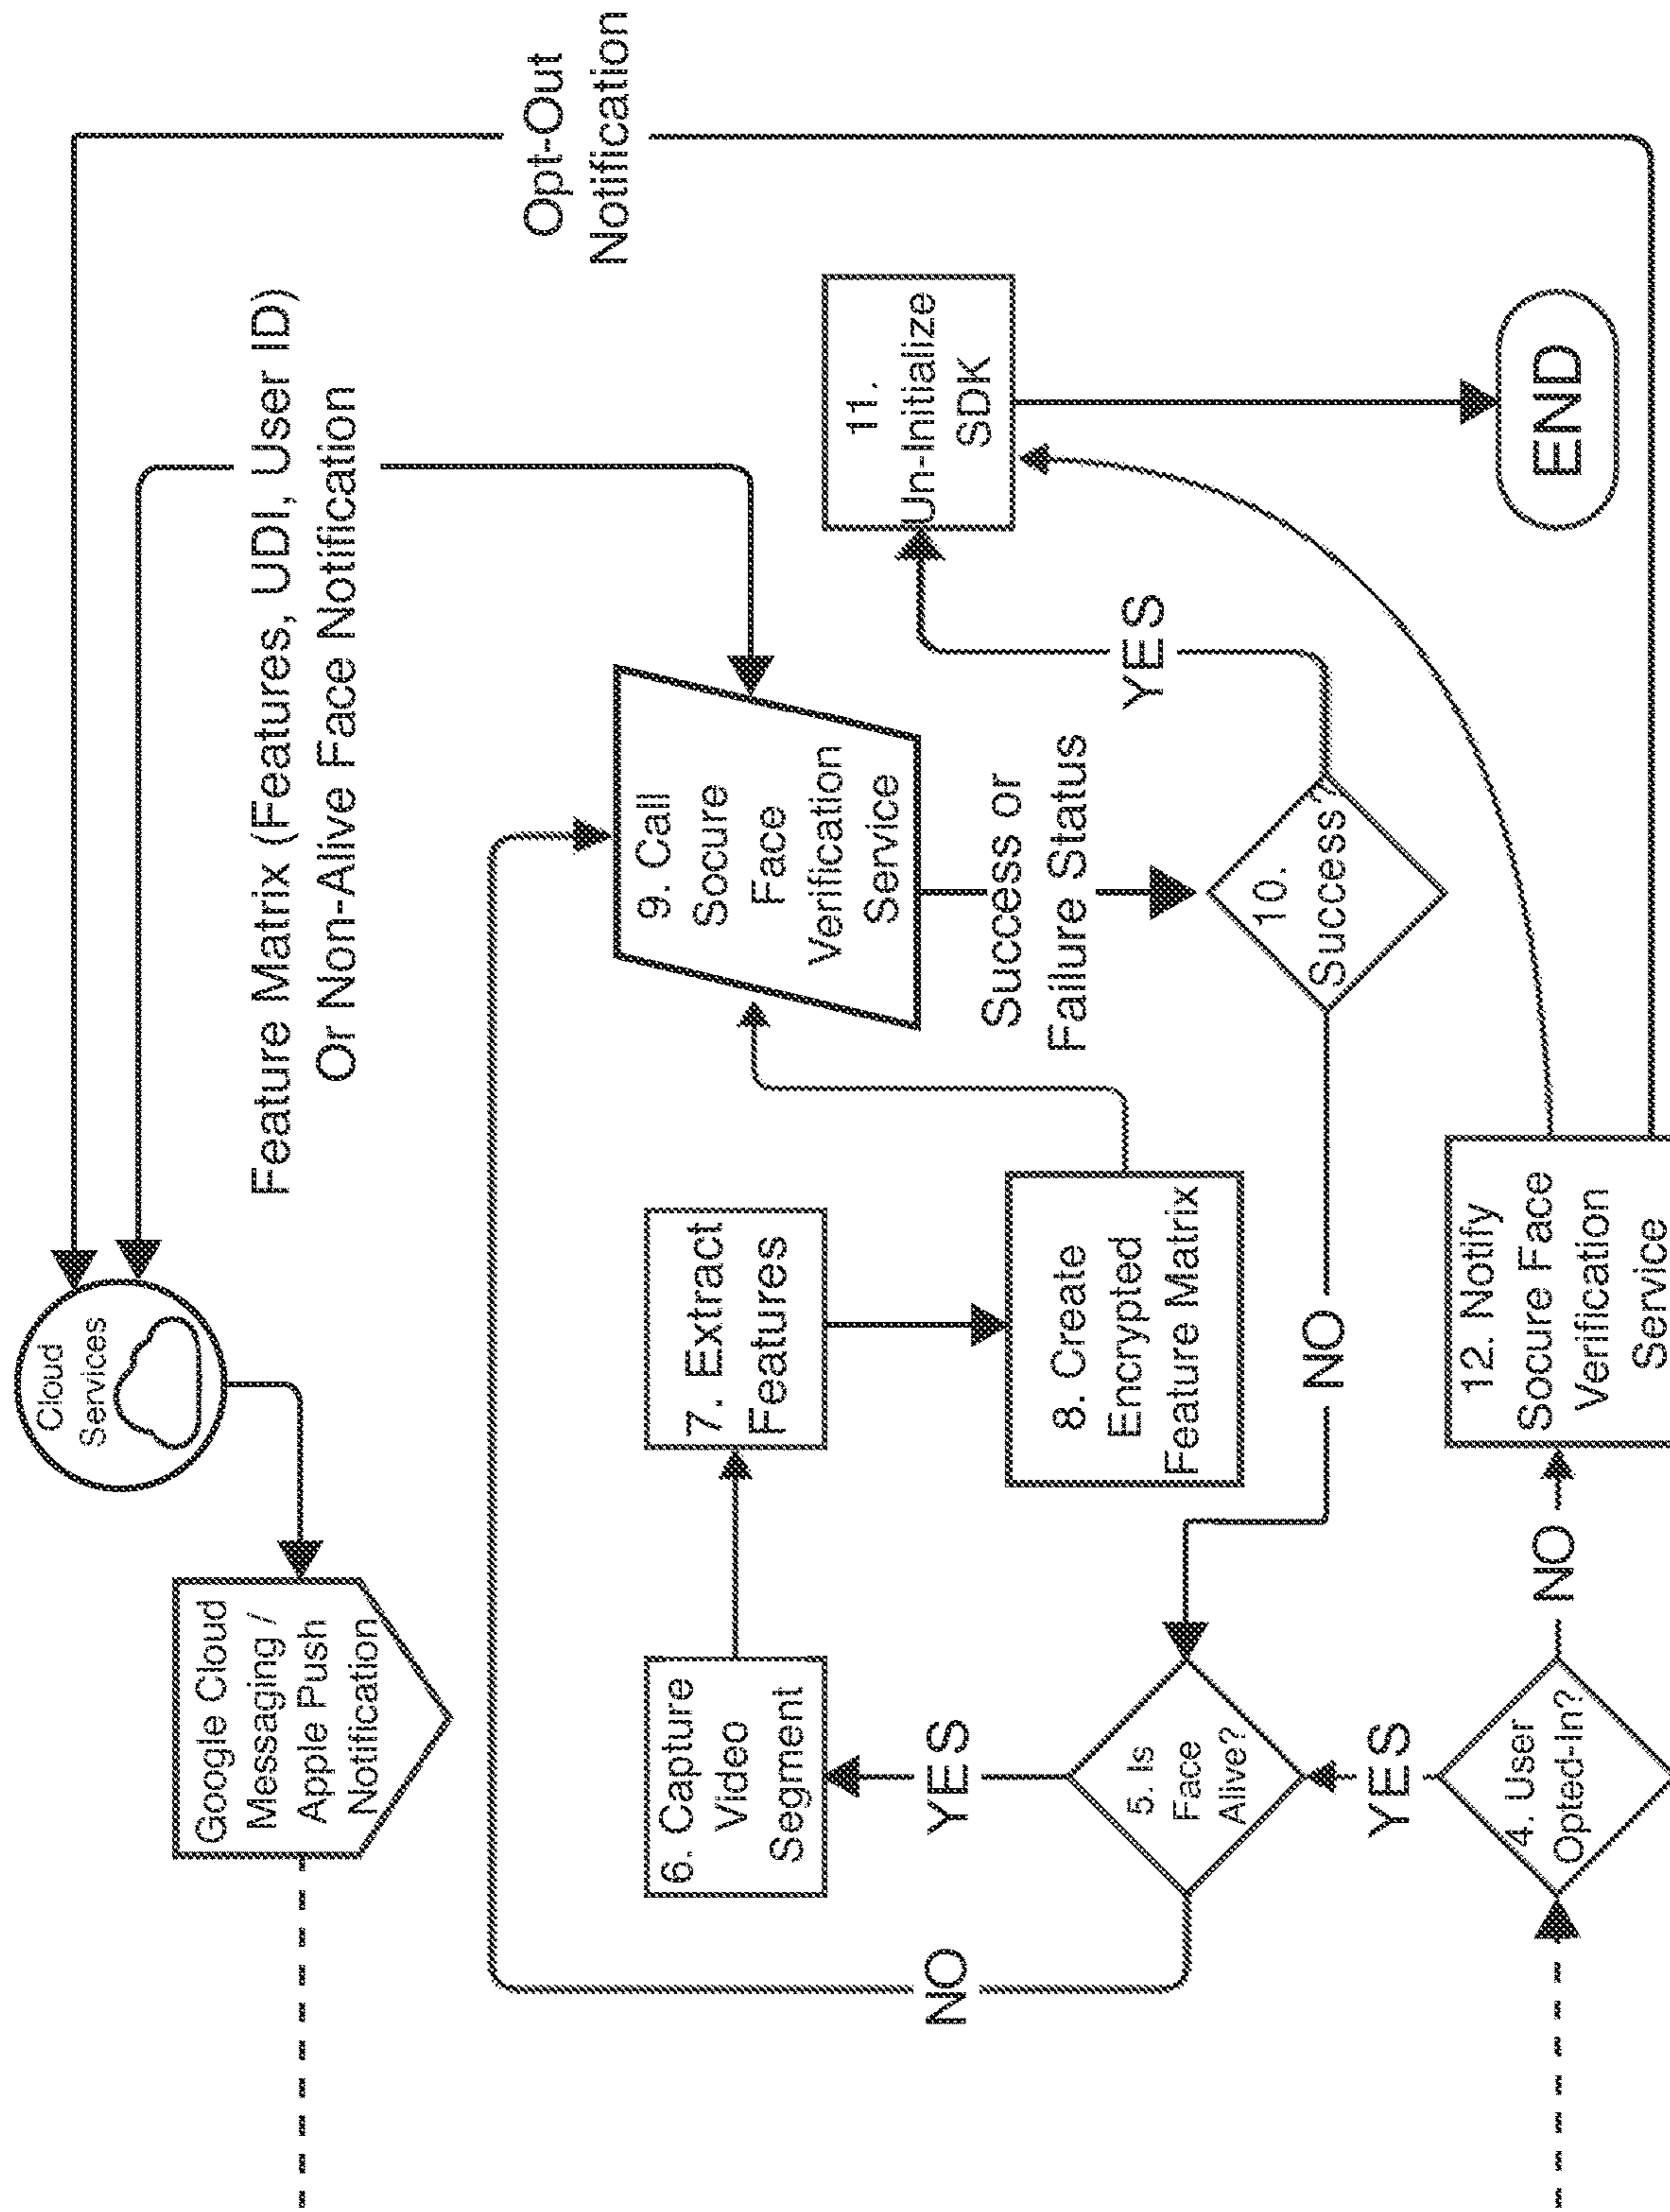 Cloud
Services
Google Cloud
Messaging /
Apple Push
Notification
Opt-Out
Notification
Feature Matrix (Features, UDI, User ID)
Or Non-Alive Face Notification
NO
6. Capture
Video
Segment
7. Extract
Features
9. Call
Socure
Face
Verification
Service
11.
Un-Initialize
SDK
YES
8. Create
Encrypted
Feature Matrix
Success or
Failure Status
YES
5. Is
Face
Alive?
NO
10.
Success?
YES
4. User
Opted-In?
NO
12. Notify
Socure Face
Verification
Service
END